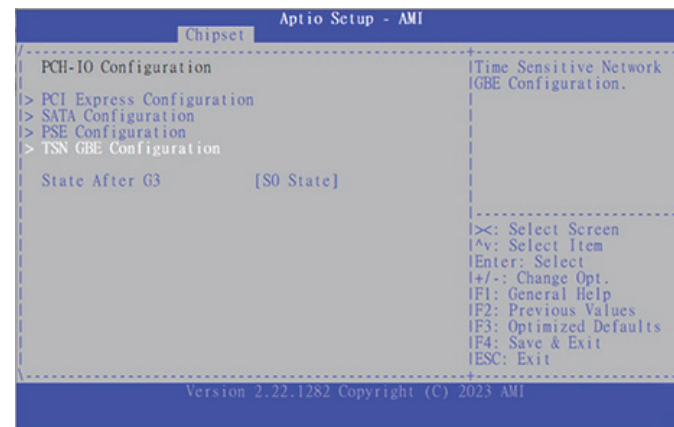 Aptio Setup - AMI
Chipset
PCH-IO Configuration
> PCI Express Configuration
> SATA Configuration
> PSE Configuration
> TSN GBE Configuration
State After G3 [S0 State]
Time Sensitive Network
GBE Configuration.
><: Select Screen
^v: Select Item
Enter: Select
+/-: Change Opt.
F1: General Help
F2: Previous Values
F3: Optimized Defaults
F4: Save & Exit
ESC: Exit
Version 2.22.1282 Copyright (C) 2023 AMI